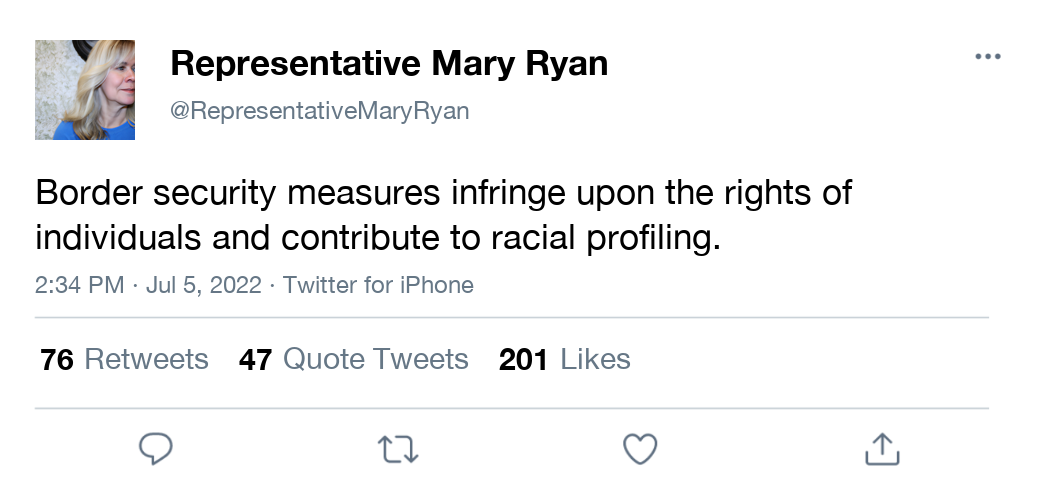 Representative Mary Ryan
@RepresentativeMaryRyan
Border security measures infringe upon the rights of
individuals and contribute to racial profiling.
2:34 PM · Jul 5, 2022 · Twitter for iPhone
76 Retweets 47 Quote Tweets 201 Likes